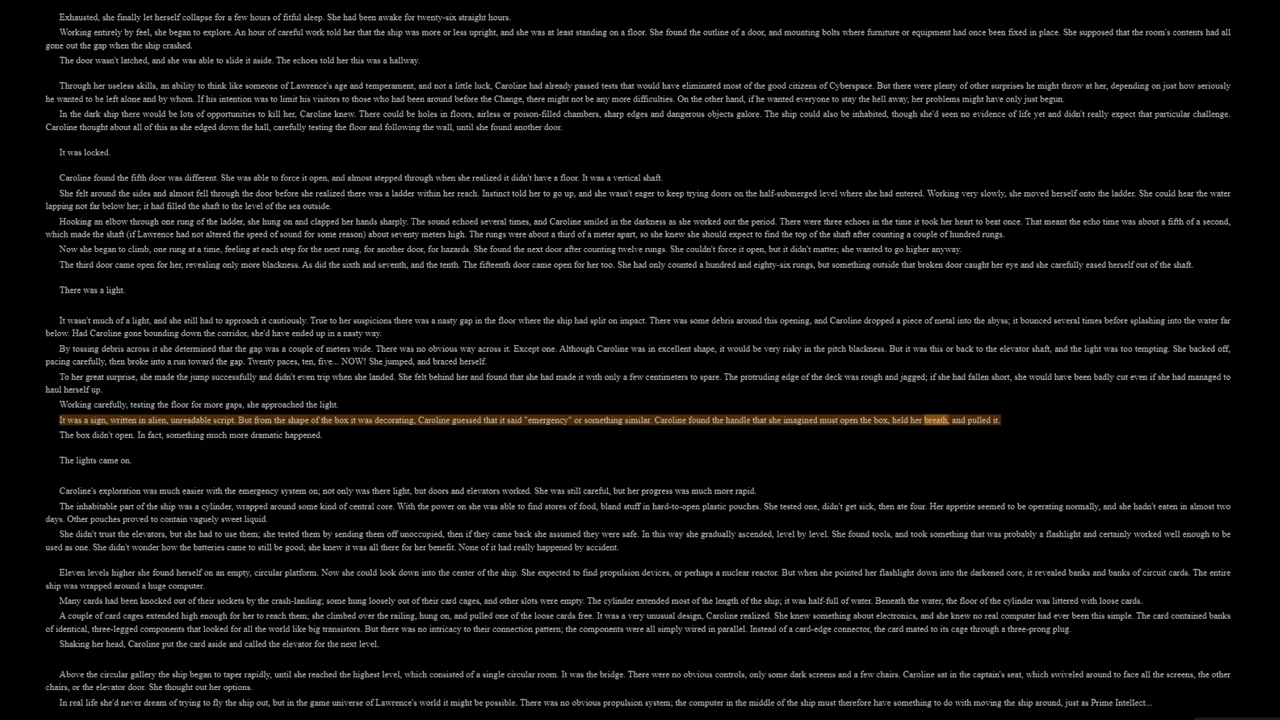 Exhausted, she finally let herself collapse for a few hours of fitful sleep. She had been awake for twenty-six straight hours.
Working entirely by feel, she began to explore. An hour of careful work told her that the ship was more or less upright, and she was at least standing on a floor. She found the outline of a door, and mounting bolts where furniture or equipment had once been fixed in place. She supposed that the room's contents had all
gone out the gap when the ship crashed.
The door wasn't latched, and she was able to slide it aside. The echoes told her this was a hallway.
Through her useless skills, an ability to think like someone of Lawrence's age and temperament, and not a little luck, Caroline had already passed tests that would have eliminated most of the good citizens of Cyberspace. But there were plenty of other surprises he might throw at her, depending on just how seriously
he wanted to be left alone and by whom. If his intention was to limit his visitors to those who had been around before the Change, there might not be any more difficulties. On the other hand, if he wanted everyone to stay the hell away, her problems might have only just begun.
In the dark ship there would be lots of opportunities to kill her, Caroline knew. There could be holes in floors, airless or poison-filled chambers, sharp edges and dangerous objects galore. The ship could also be inhabited, though she'd seen no evidence of life yet and didn't really expect that particular challenge.
Caroline thought about all of this as she edged down the hall, carefully testing the floor and following the wall, until she found another door.
It was locked.
Caroline found the fifth door was different. She was able to force it open, and almost stepped through when she realized it didn't have a floor. It was a vertical shaft.
She felt around the sides and almost fell through the door before she realized there was a ladder within her reach. Instinct told her to go up, and she wasn't eager to keep trying doors on the half-submerged level where she had entered. Working very slowly, she moved herself onto the ladder. She could hear the water
lapping not far below her; it had filled the shaft to the level of the sea outside.
Hooking an elbow through one rung of the ladder, she hung on and clapped her hands sharply. The sound echoed several times, and Caroline smiled in the darkness as she worked out the period. There were three echoes in the time it took her heart to beat once. That meant the echo time was about a fifth of a second,
which made the shaft (if Lawrence had not altered the speed of sound for some reason) about seventy meters high. The rungs were about a third of a meter apart, so she knew she should expect to find the top of the shaft after counting a couple of hundred rungs.
Now she began to climb, one rung at a time, feeling at each step for the next rung, for another door, for hazards. She found the next door after counting twelve rungs. She couldn't force it open, but it didn't matter; she wanted to go higher anyway.
The third door came open for her, revealing only more blackness. As did the sixth and seventh, and the tenth. The fifteenth door came open for her too. She had only counted a hundred and eighty-six rungs, but something outside that broken door caught her eye and she carefully eased herself out of the shaft.
There was a light.
It wasn't much of a light, and she still had to approach it cautiously. True to her suspicions there was a nasty gap in the floor where the ship had split on impact. There was some debris around this opening, and Caroline dropped a piece of metal into the abyss; it bounced several times before splashing into the water far
below. Had Caroline gone bounding down the corridor, she'd have ended up in a nasty way.
By tossing debris across it she determined that the gap was a couple of meters wide. There was no obvious way across it. Except one. Although Caroline was in excellent shape, it would be very risky in the pitch blackness. But it was this or back to the elevator shaft, and the light was too tempting. She backed off,
pacing carefully, then broke into a run toward the gap. Twenty paces, ten, five... NOW! She jumped, and braced herself.
To her great surprise, she made the jump successfully and didn't even trip when she landed. She felt behind her and found that she had made it with only a few centimeters to spare. The protruding edge of the deck was rough and jagged; if she had fallen short, she would have been badly cut even if she had managed to
haul herself up.
Working carefully, testing the floor for more gaps, she approached the light.
It was a sign, written in alien, unreadable script. But from the shape of the box it was decorating, Caroline guessed that it said "emergency" or something similar. Caroline found the handle that she imagined must open the box, held her breath, and pulled it.
The box didn't open. In fact, something much more dramatic happened.
The lights came on.
Caroline's exploration was much easier with the emergency system on; not only was there light, but doors and elevators worked. She was still careful, but her progress was much more rapid.
The inhabitable part of the ship was a cylinder, wrapped around some kind of central core. With the power on she was able to find stores of food, bland stuff in hard-to-open plastic pouches. She tested one, didn't get sick, then ate four. Her appetite seemed to be operating normally, and she hadn't eaten in almost two
days. Other pouches proved to contain vaguely sweet liquid.
She didn't trust the elevators, but she had to use them; she tested them by sending them off unoccupied, then if they came back she assumed they were safe. In this way she gradually ascended, level by level. She found tools, and took something that was probably a flashlight and certainly worked well enough to be
used as one. She didn't wonder how the batteries came to still be good; she knew it was all there for her benefit. None of it had really happened by accident.
Eleven levels higher she found herself on an empty, circular platform. Now she could look down into the center of the ship. She expected to find propulsion devices, or perhaps a nuclear reactor. But when she pointed her flashlight down into the darkened core, it revealed banks and banks of circuit cards. The entire
ship was wrapped around a huge computer.
Many cards had been knocked out of their sockets by the crash-landing; some hung loosely out of their card cages, and other slots were empty. The cylinder extended most of the length of the ship; it was half-full of water. Beneath the water, the floor of the cylinder was littered with loose cards.
A couple of card cages extended high enough for her to reach them; she climbed over the railing, hung on, and pulled one of the loose cards free. It was a very unusual design, Caroline realized. She knew something about electronics, and she knew no real computer had ever been this simple. The card contained banks
of identical, three-legged components that looked for all the world like big transistors. But there was no intricacy to their connection pattern; the components were all simply wired in parallel. Instead of a card-edge connector, the card mated to its cage through a three-prong plug.
Shaking her head, Caroline put the card aside and called the elevator for the next level.
Above the circular gallery the ship began to taper rapidly, until she reached the highest level, which consisted of a single circular room. It was the bridge. There were no obvious controls, only some dark screens and a few chairs. Caroline sat in the captain's seat, which swiveled around to face all the screens, the other
chairs, or the elevator door. She thought out her options.
In real life she'd never dream of trying to fly the ship out, but in the game universe of Lawrence's world it might be possible. There was no obvious propulsion system; the computer in the middle of the ship must therefore have something to do with moving the ship around, just as Prime Intellect...